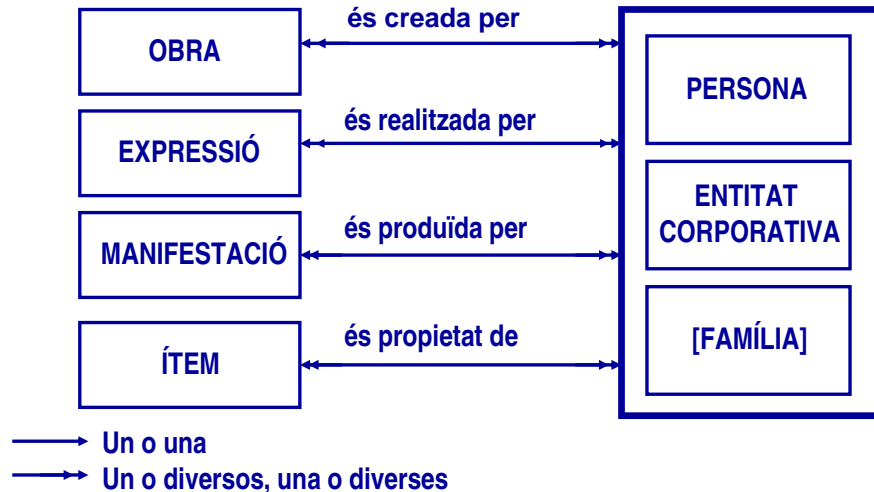 OBRA
és creada per
EXPRESSIÓ
és realitzada per
MANIFESTACIÓ
és produïda per
ÍTEM
és propietat de
PERSONA
ENTITAT
CORPORATIVA
[FAMÍLIA]
Un o una
Un o diversos, una o diverses